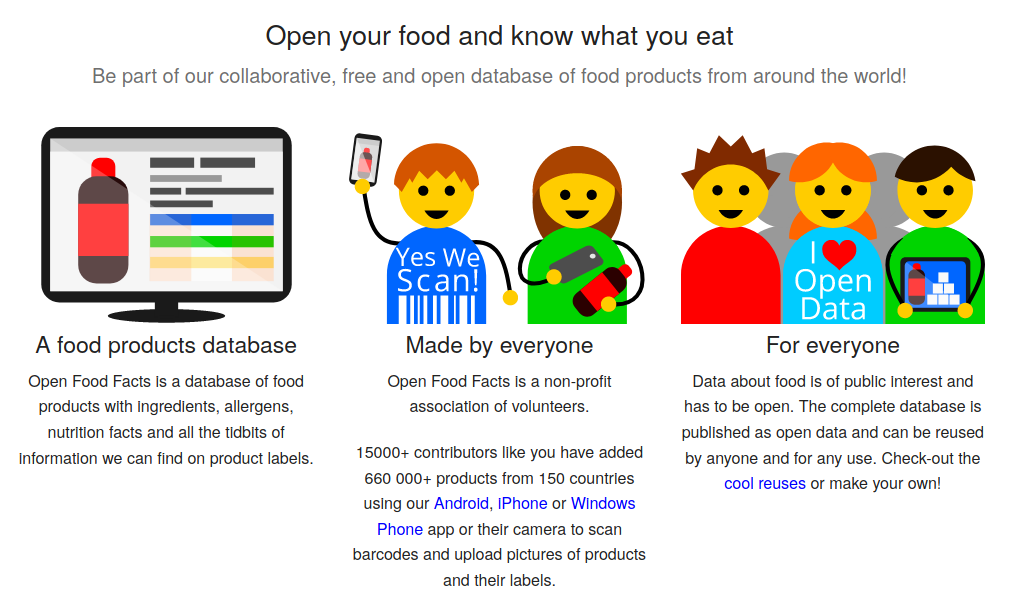 Open your food and know what you eat
Be part of our collaborative, free and open database of food products from around the world!
Yes We
Scan!
I
Open
Data
A food products database
Open Food Facts is a database of food
products with ingredients, allergens,
nutrition facts and all the tidbits of
information we can find on product labels.
Made by everyone
Open Food Facts is a non-profit
association of volunteers.
15000+ contributors like you have added
660 000+ products from 150 countries
using our Android, iPhone or Windows
Phone app or their camera to scan
barcodes and upload pictures of products
and their labels.
For everyone
Data about food is of public interest and
has to be open. The complete database is
published as open data and can be reused
by anyone and for any use. Check-out the
cool reuses or make your own!